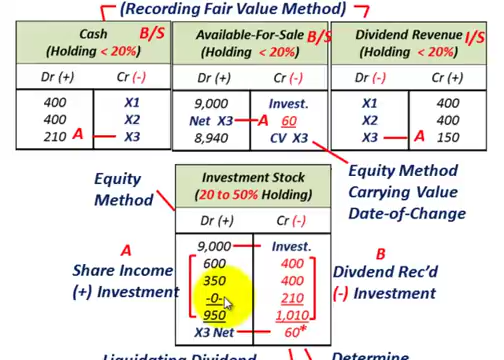 (Recording Fair Value Method)
Cash B/S
(Holding < 20%)
Dr (+) Cr (-)
400 X1
400 X2
210 A X3
Available-For-Sale B/S
(Holding < 20%)
Dr (+) Cr (-)
9,000 Invest.
Net X3 A 60
8,940 CV X3
Dividend Revenue I/S
(Holding < 20%)
Dr (-) Cr (+)
X1 400
X2 400
X3 A 150
Equity
Method
Investment Stock
(20 to 50% Holding)
Dr (+) Cr (-)
9,000 Invest.
600 400
350 400
-0- 210
950 1,010
X3 Net 60*
Equity Method
Carrying Value
Date-of-Change
A
Share Income
(+) Investment
B
Divdend Rec'd
(-) Investment
Liquidating Dividend
Determine